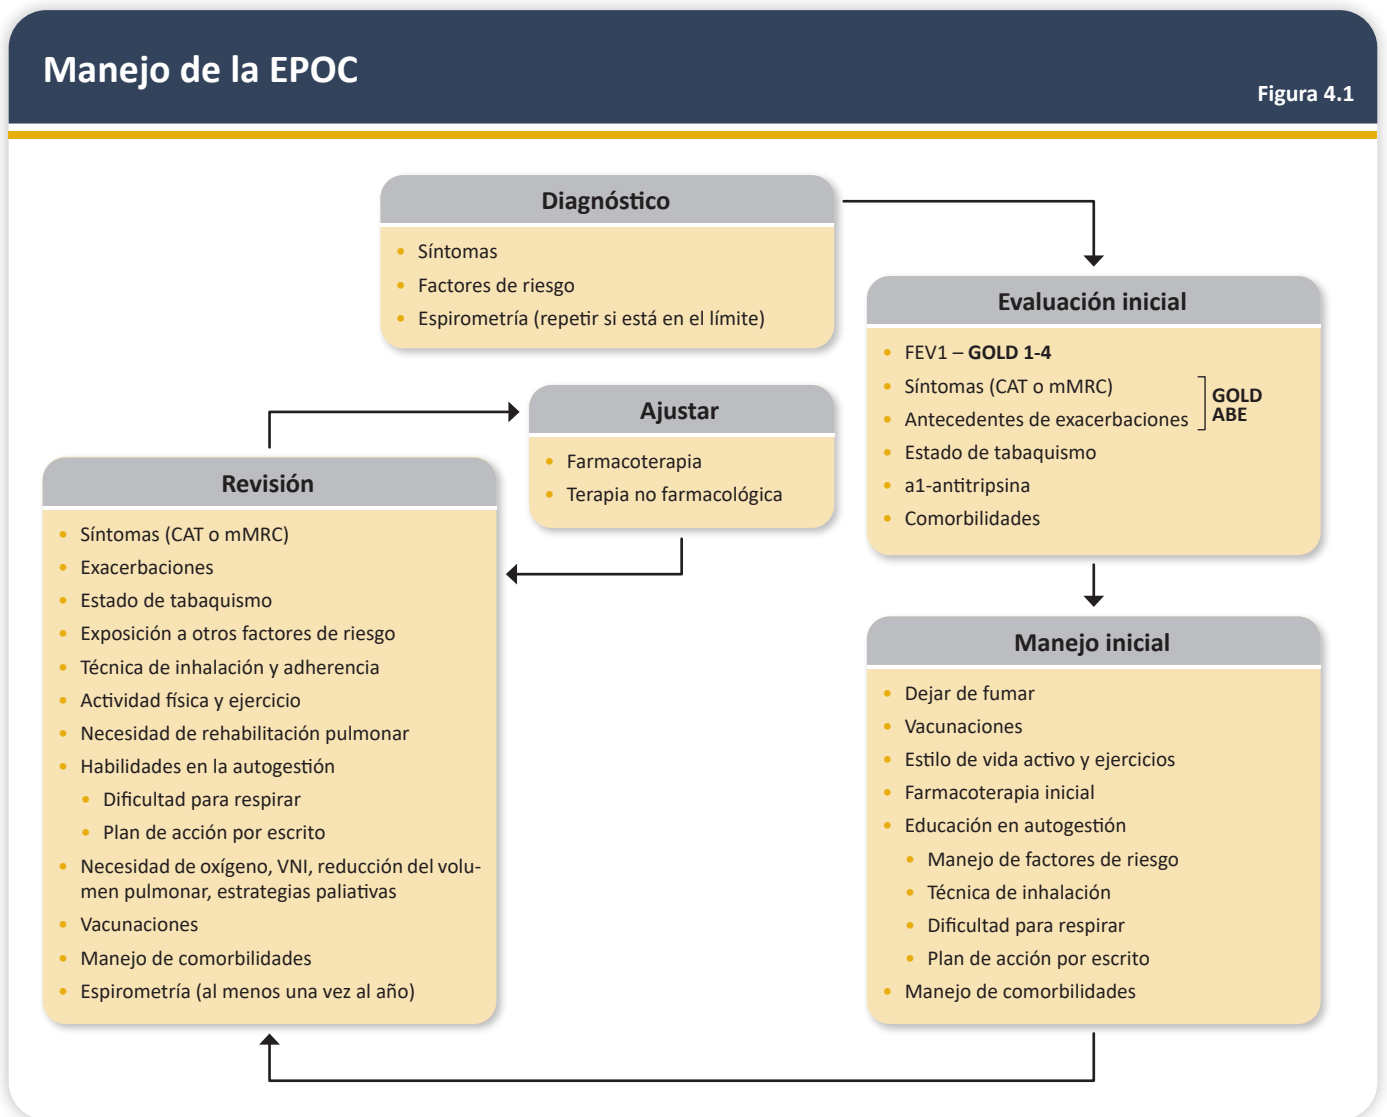 Manejo de la EPOC
Figura 4.1
Diagnóstico
• Síntomas
• Factores de riesgo
• Espirometría (repetir si está en el límite)
Evaluación inicial
• FEV1 – GOLD 1-4
• Síntomas (CAT o mMRC)
• Antecedentes de exacerbaciones
GOLD
ABE
• Estado de tabaquismo
• a1-antitripsina
• Comorbilidades
Manejo inicial
• Dejar de fumar
• Vacunaciones
• Estilo de vida activo y ejercicios
• Farmacoterapia inicial
• Educación en autogestión
• Manejo de factores de riesgo
• Técnica de inhalación
• Dificultad para respirar
• Plan de acción por escrito
• Manejo de comorbilidades
Revisión
• Síntomas (CAT o mMRC)
• Exacerbaciones
• Estado de tabaquismo
• Exposición a otros factores de riesgo
• Técnica de inhalación y adherencia
• Actividad física y ejercicio
• Necesidad de rehabilitación pulmonar
• Habilidades en la autogestión
• Dificultad para respirar
• Plan de acción por escrito
• Necesidad de oxígeno, VNI, reducción del volu-
men pulmonar, estrategias paliativas
• Vacunaciones
• Manejo de comorbilidades
• Espirometría (al menos una vez al año)
Ajustar
• Farmacoterapia
• Terapia no farmacológica